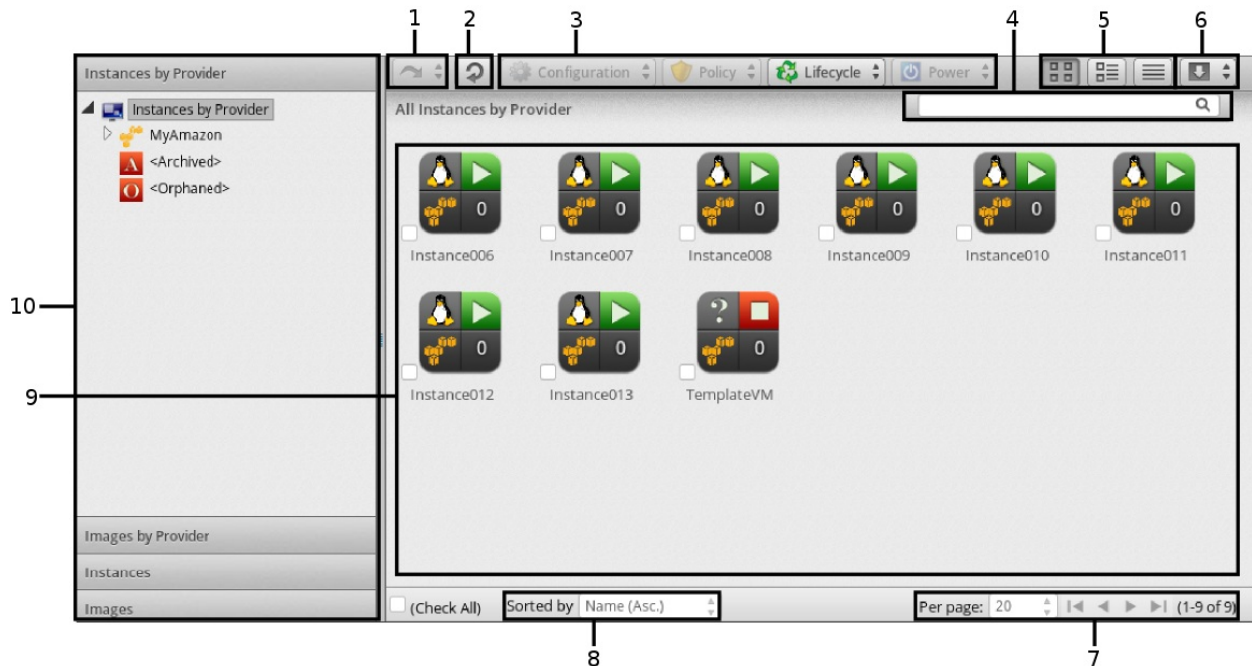 1 2 3 4 5 6
Instances by Provider
Configuration Policy Lifecycle Power
Instances by Provider
MyAmazon
<Archived>
<Orphaned>
All Instances by Provider
0 0 0 0 0 0
Instance006 Instance007 Instance008 Instance009 Instance010 Instance011
10
? 
0 0 0
9
Instance012 Instance013 TemplateVM
Images by Provider
Instances
Images
(Check All) Sorted by Name (Asc.) Per page: 20 (1-9 of 9)
8 7